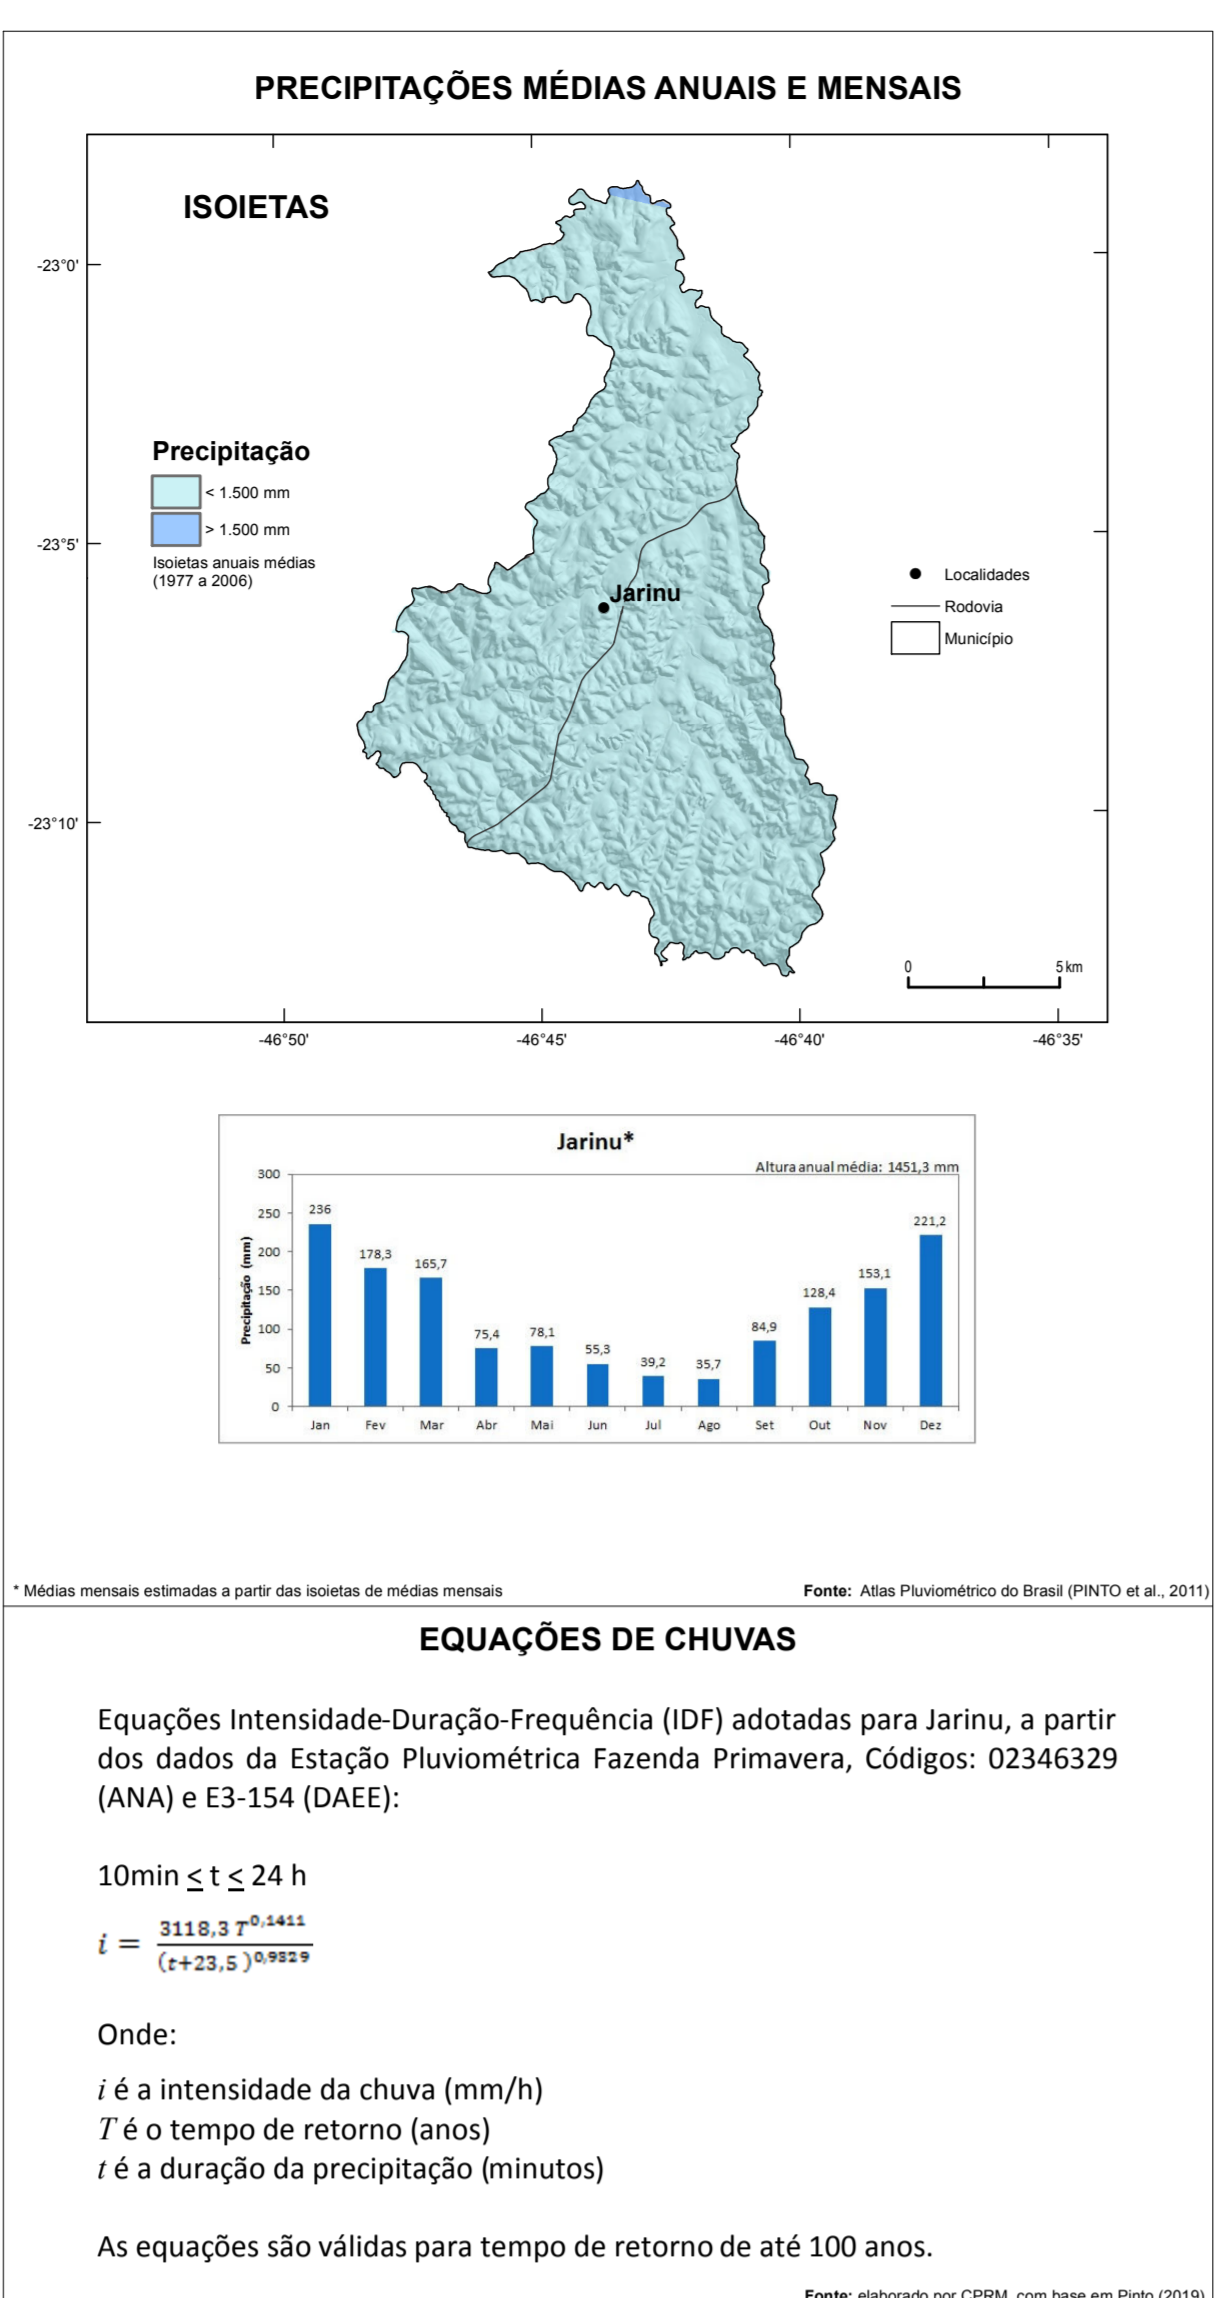 PRECIPITAÇÕES MÉDIAS ANUAIS E MENSAIS
ISOIETAS
-23°0'
-23°5'
-23°10'
Precipitação
< 1.500 mm
> 1.500 mm
Isoietas anuais médias
(1977 a 2006)
Jarinu
Localidades
Rodovia
Município
0 5 km
-46°50' -46°45' -46°40' -46°35'
Jarinu*
Altura anual média: 1451,3 mm
Precipitação (mm)
300
250
200
150
100
50
0
236 178,3 165,7 75,4 78,1 55,3 39,2 35,7 84,9 128,4 153,1 221,2
Jan Fev Mar Abr Mai Jun Jul Ago Set Out Nov Dez
* Médias mensais estimadas a partir das isoietas de médias mensais
Fonte: Atlas Pluviométrico do Brasil (PINTO et al., 2011)
EQUAÇÕES DE CHUVAS
Equações Intensidade-Duração-Frequência (IDF) adotadas para Jarinu, a partir
dos dados da Estação Pluviométrica Fazenda Primavera, Códigos: 02346329
(ANA) e E3-154 (DAEE):
10min ≤ t ≤ 24 h
i = 3118,3 T^0,1411 / (t+23,5)^0,9329
Onde:
i é a intensidade da chuva (mm/h)
T é o tempo de retorno (anos)
t é a duração da precipitação (minutos)
As equações são válidas para tempo de retorno de até 100 anos.
Fonte: elaborado por CPRM, com base em Pinto (2019)